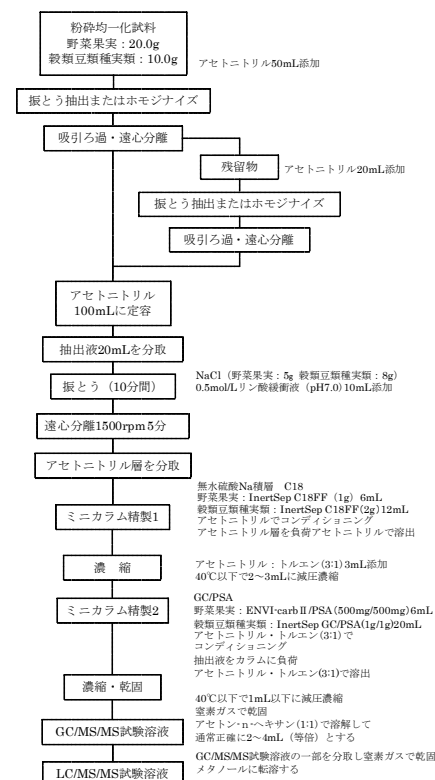 粉砕均一化試料
野菜果実：20.0g
穀類豆類種実類：10.0g
アセトニトリル50mL添加
振とう抽出またはホモジナイズ
吸引ろ過・遠心分離
残留物
アセトニトリル20mL添加
振とう抽出またはホモジナイズ
吸引ろ過・遠心分離
アセトニトリル
100mLに定容
抽出液20mLを分取
振とう（10分間）
NaCl（野菜果実：5g 穀類豆類種実類：8g）
0.5mol/Lリン酸緩衝液（pH7.0）10mL添加
遠心分離1500rpm5分
アセトニトリル層を分取
ミニカラム精製1
無水硫酸Na積層　C18
野菜果実：InertSep C18FF（1g）6mL
穀類豆類種実類：InertSep C18FF(2g)12mL
アセトニトリルでコンディショニング
アセトニトリル層を負荷アセトニトリルで溶出
濃　縮
アセトニトリル：トルエン(3:1)3mL添加
40℃以下で2～3mLに減圧濃縮
ミニカラム精製2
GC/PSA
野菜果実：ENVI-carbⅡ/PSA(500mg/500mg)6mL
穀類豆類種実類：InertSep GC/PSA(1g/1g)20mL
アセトニトリル・トルエン(3:1)で
コンディショニング
抽出液をカラムに負荷
アセトニトリル・トルエン(3:1)で溶出
濃縮・乾固
40℃以下で1mL以下に減圧濃縮
窒素ガスで乾固
GC/MS/MS試験溶液
アセトン･n-ヘキサン(1:1)で溶解して
通常正確に2～4mL（等倍）とする
LC/MS/MS試験溶液
GC/MS/MS試験溶液の一部を分取し窒素ガスで乾固
メタノールに転溶する